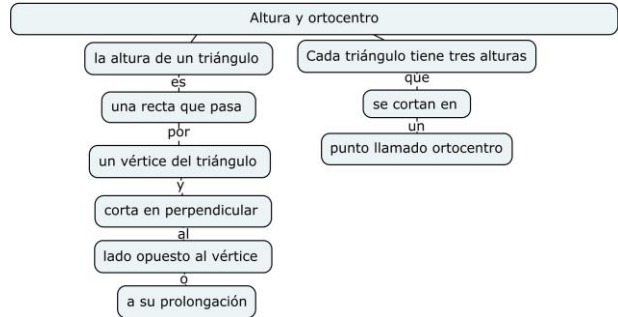 Altura y ortocentro
la altura de un triángulo
es
una recta que pasa
por
un vértice del triángulo
y
corta en perpendicular
al
lado opuesto al vértice
ó
a su prolongación
Cada triángulo tiene tres alturas
que
se cortan en
un
punto llamado ortocentro